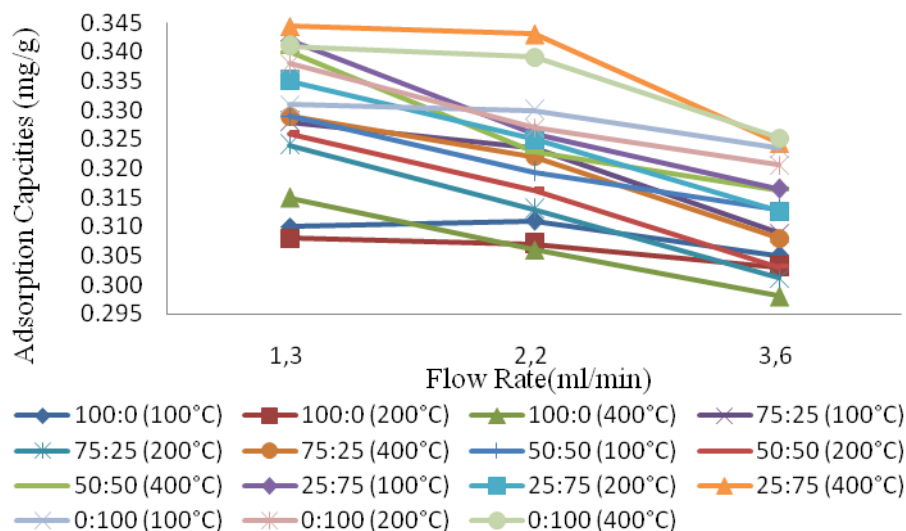 Adsorption Capcities (mg/g)
0.345
0.340
0.335
0.330
0.325
0.320
0.315
0.310
0.305
0.300
0.295
1,3 2,2 3,6
Flow Rate(ml/min)
100:0 (100°C) 100:0 (200°C) 100:0 (400°C) 75:25 (100°C)
75:25 (200°C) 75:25 (400°C) 50:50 (100°C) 50:50 (200°C)
50:50 (400°C) 25:75 (100°C) 25:75 (200°C) 25:75 (400°C)
0:100 (100°C) 0:100 (200°C) 0:100 (400°C)